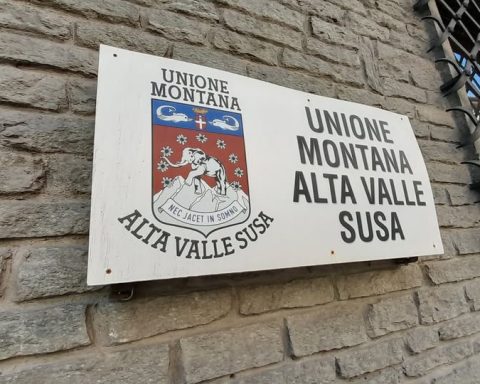 UNIONE
MONTANA
NEC JACET IN SOMNO
ALTA VALLE SUSA
UNIONE
MONTANA
ALTA VALLE
SUSA